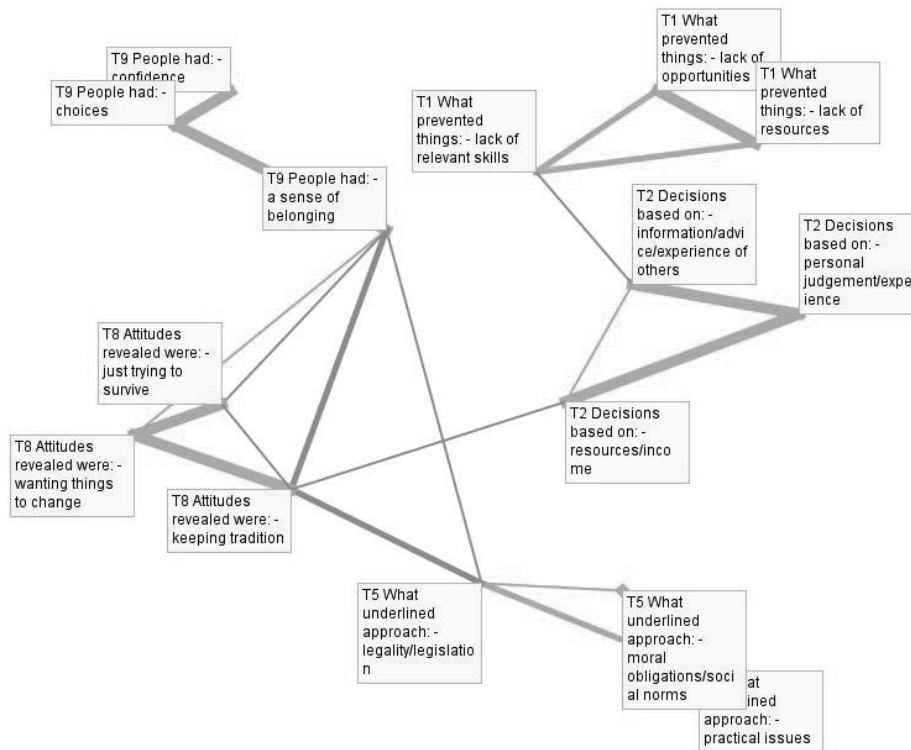 T9 People had: -
confidence
T9 People had: -
choices
T9 People had: -
a sense of
belonging
T1 What
prevented
things: - lack of
opportunities
T1 What
prevented
things: - lack of
resources
T1 What
prevented
things: - lack of
relevant skills
T2 Decisions
based on: -
information/advi
ce/experience of
others
T2 Decisions
based on: -
personal
judgement/exper
ience
T8 Attitudes
revealed were: -
just trying to
survive
T8 Attitudes
revealed were: -
wanting things
to change
T8 Attitudes
revealed were: -
keeping tradition
T2 Decisions
based on: -
resources/inco
me
T5 What
underlined
approach: -
legality/legislatio
n
T5 What
underlined
approach: -
moral
obligations/soci
al norms
approach: -
practical issues